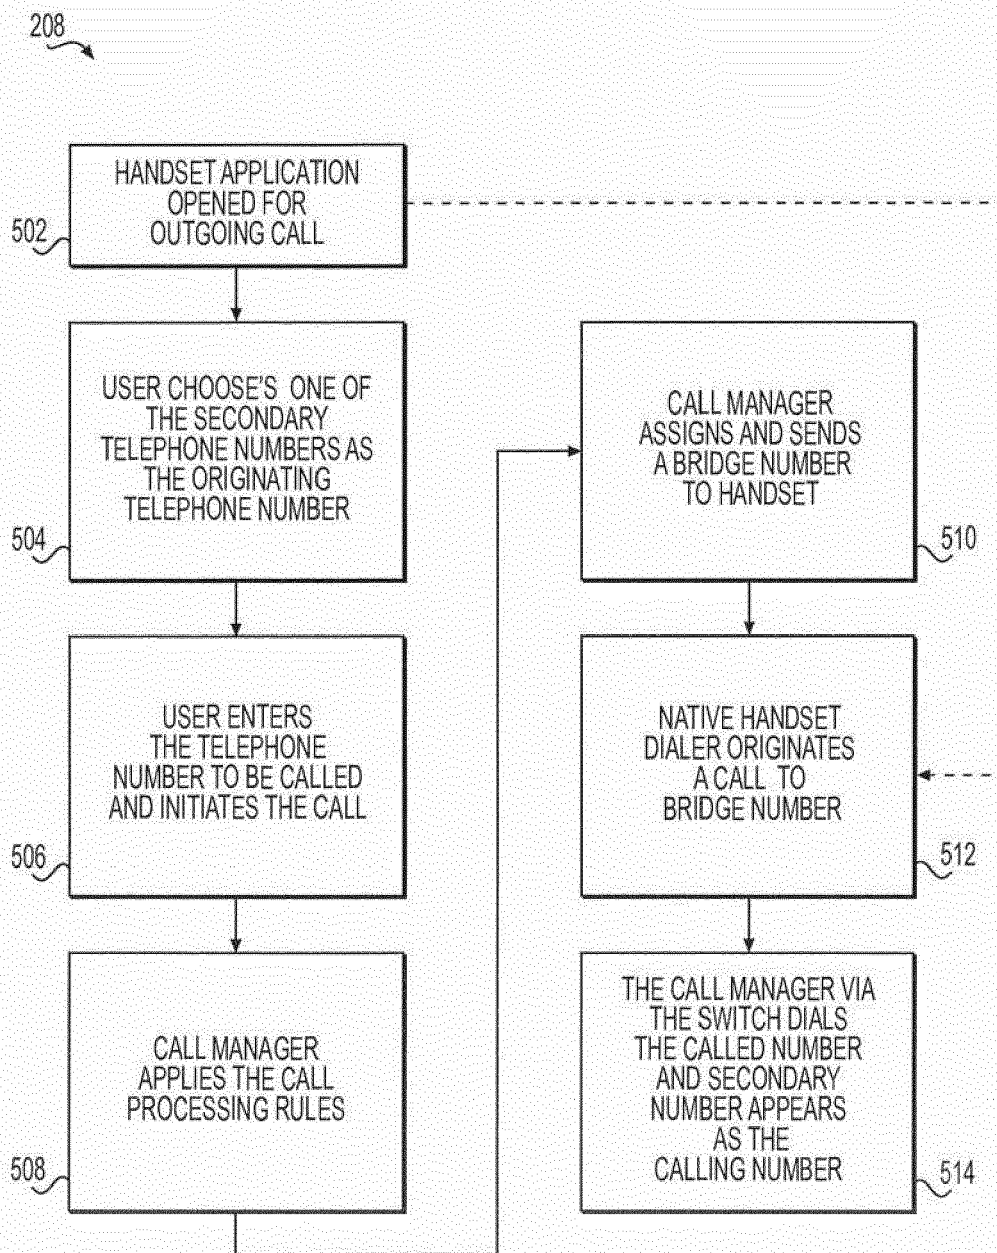 208
HANDSET APPLICATION
OPENED FOR
OUTGOING CALL
502
USER CHOOSE'S ONE OF
THE SECONDARY
TELEPHONE NUMBERS AS
THE ORIGINATING
TELEPHONE NUMBER
504
USER ENTERS
THE TELEPHONE
NUMBER TO BE CALLED
AND INITIATES THE CALL
506
CALL MANAGER
APPLIES THE CALL
PROCESSING RULES
508
CALL MANAGER
ASSIGNS AND SENDS
A BRIDGE NUMBER
TO HANDSET
510
NATIVE HANDSET
DIALER ORIGINATES
A CALL TO
BRIDGE NUMBER
512
THE CALL MANAGER VIA
THE SWITCH DIALS
THE CALLED NUMBER
AND SECONDARY
NUMBER APPEARS
AS THE
CALLING NUMBER
514